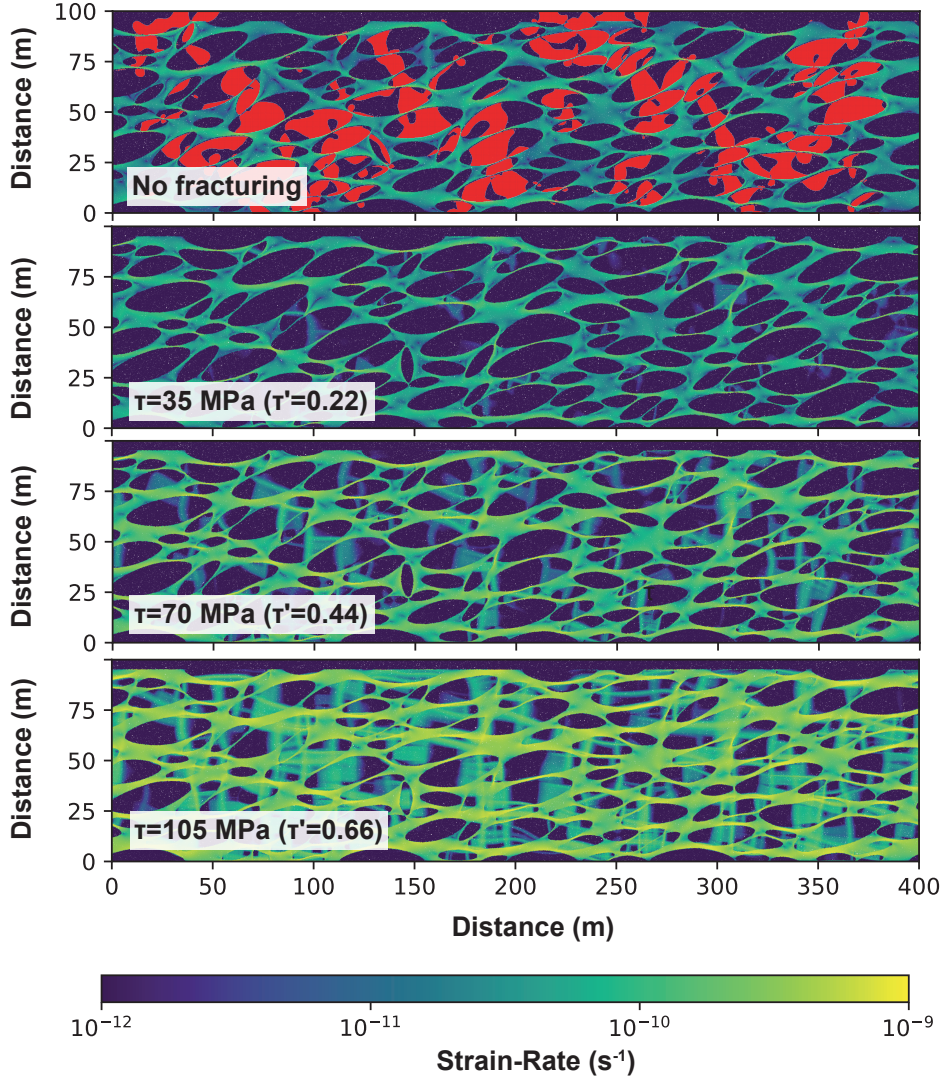 100
75
50
25
0
Distance (m)
No fracturing
75
50
25
0
Distance (m)
τ=35 MPa (τ'=0.22)
75
50
25
0
Distance (m)
τ=70 MPa (τ'=0.44)
75
50
25
0
Distance (m)
τ=105 MPa (τ'=0.66)
0 50 100 150 200 250 300 350 400
Distance (m)
10⁻¹² 10⁻¹¹ 10⁻¹⁰ 10⁻⁹
Strain-Rate (s⁻¹)